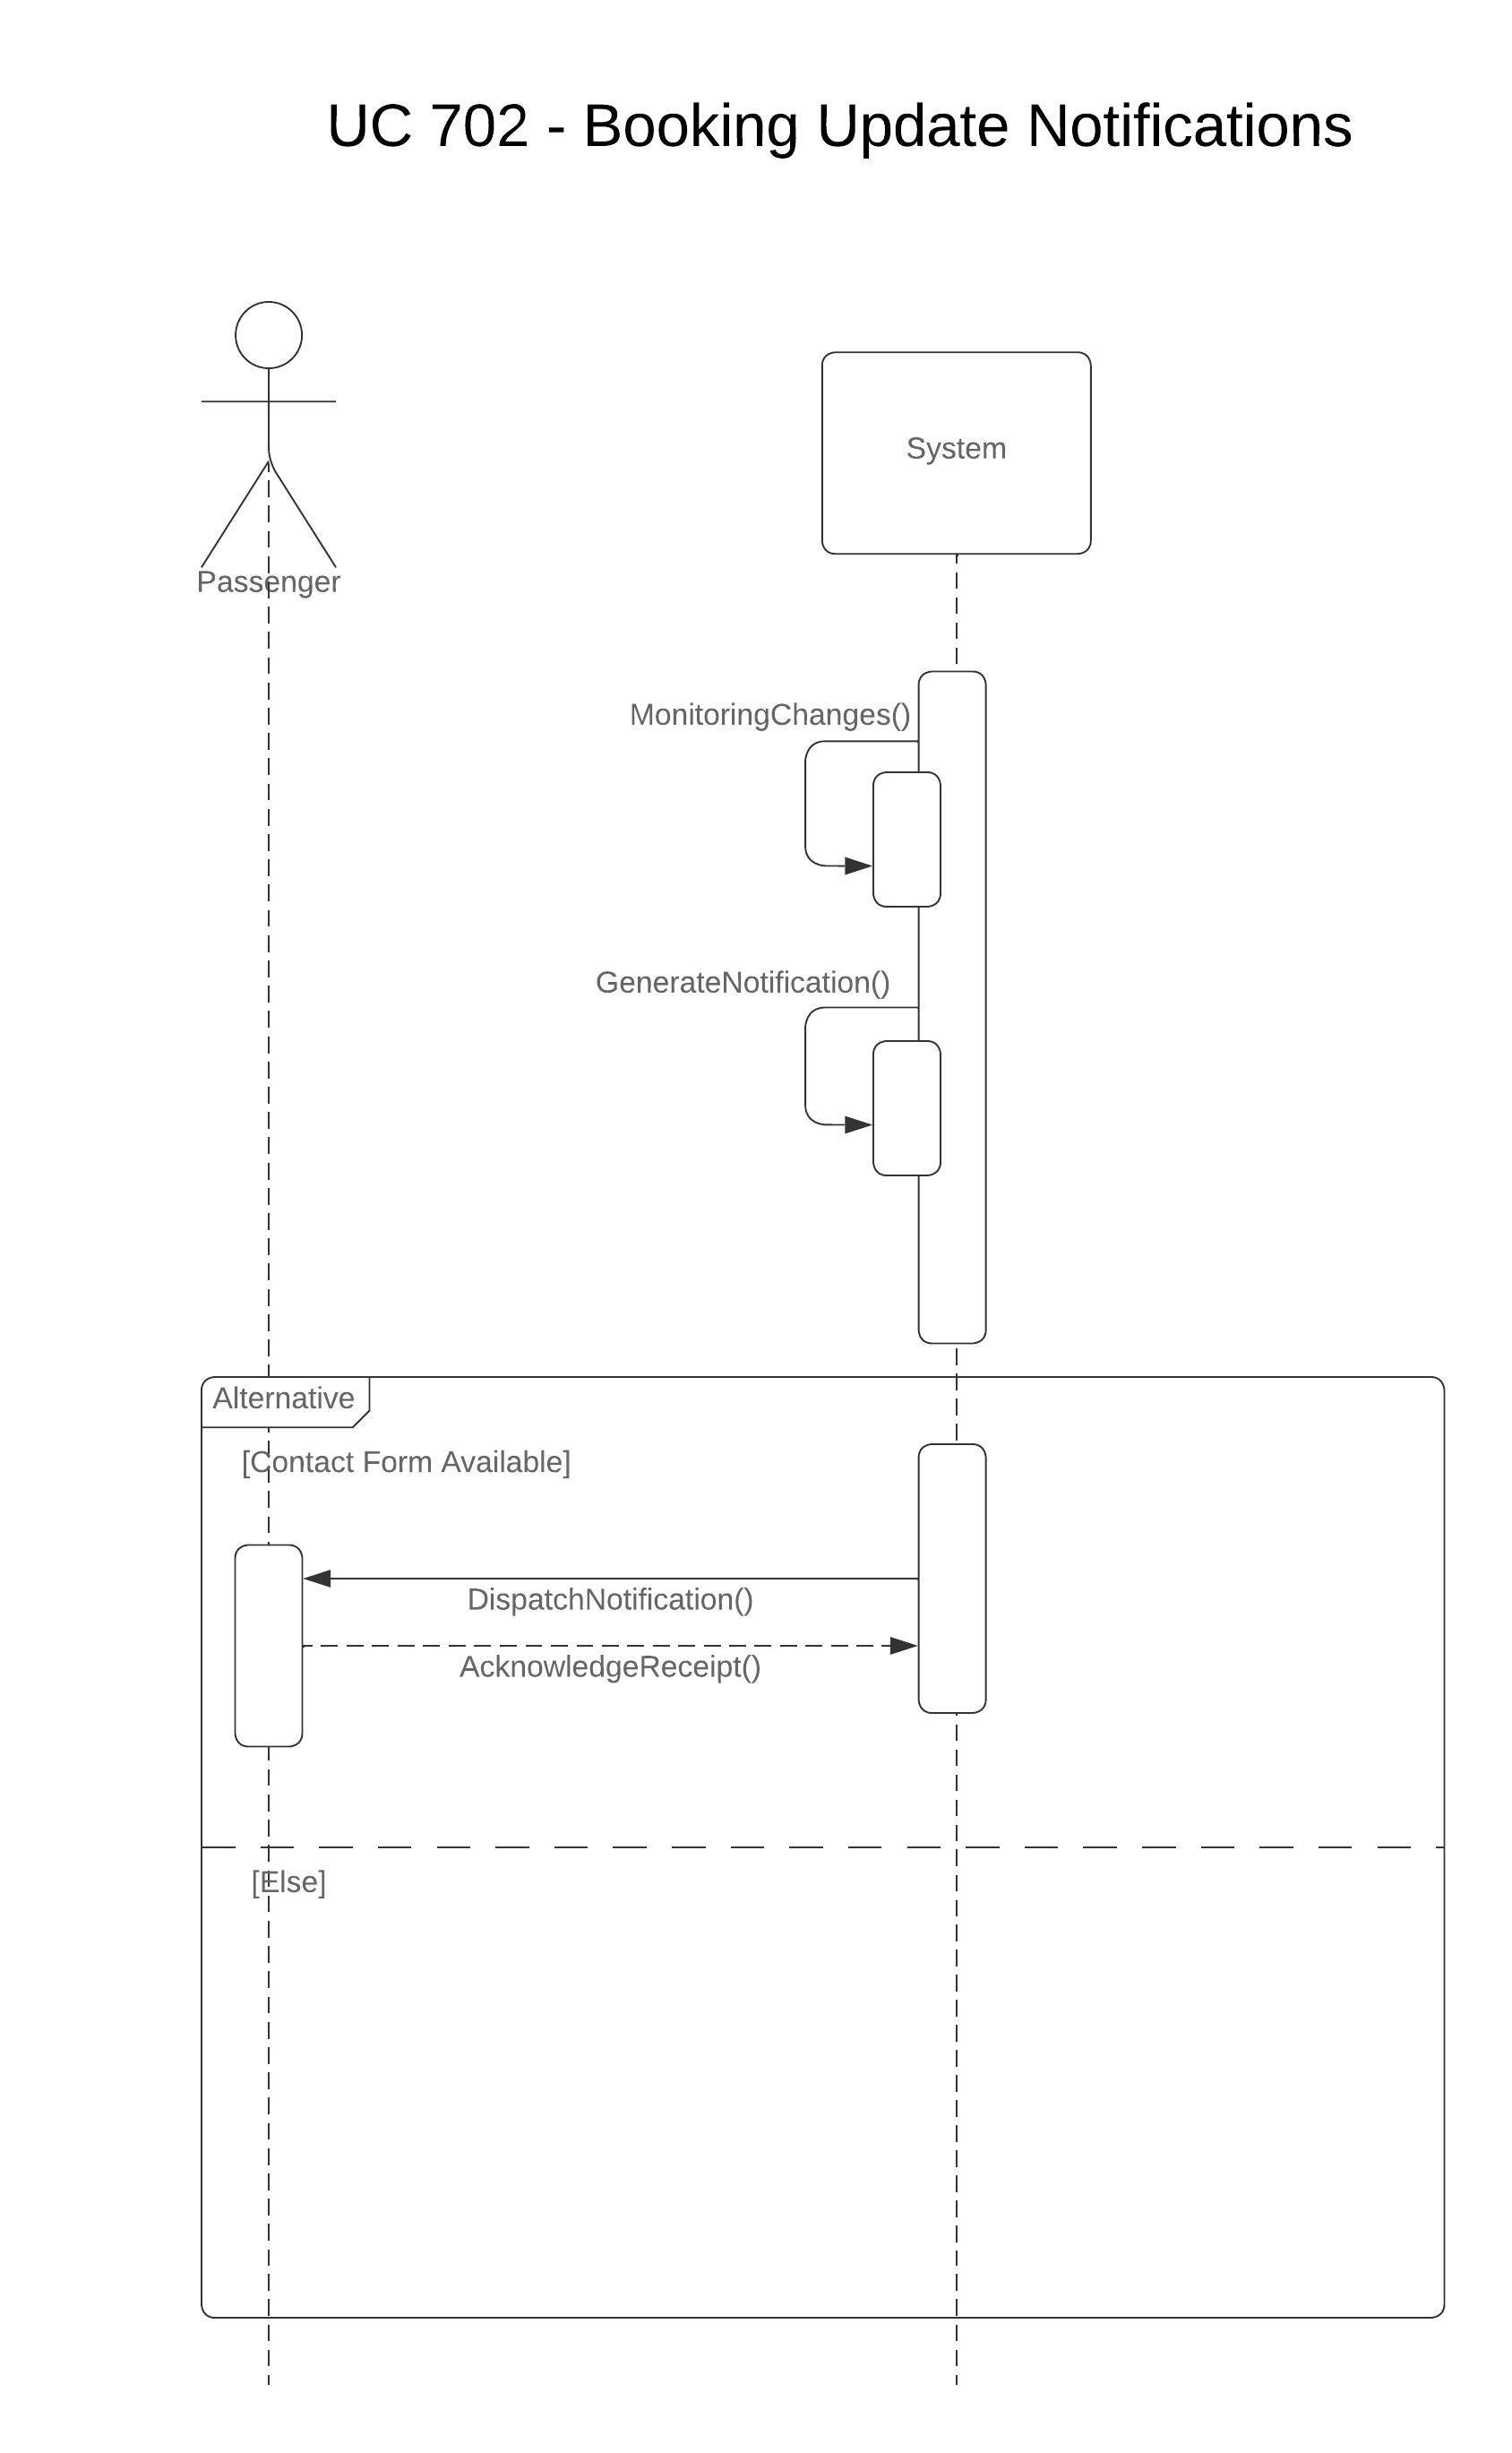 UC 702 - Booking Update Notifications
System
Passenger
MonitoringChanges()
GenerateNotification()
Alternative
[Contact Form Available]
DispatchNotification()
AcknowledgeReceipt()
[Else]